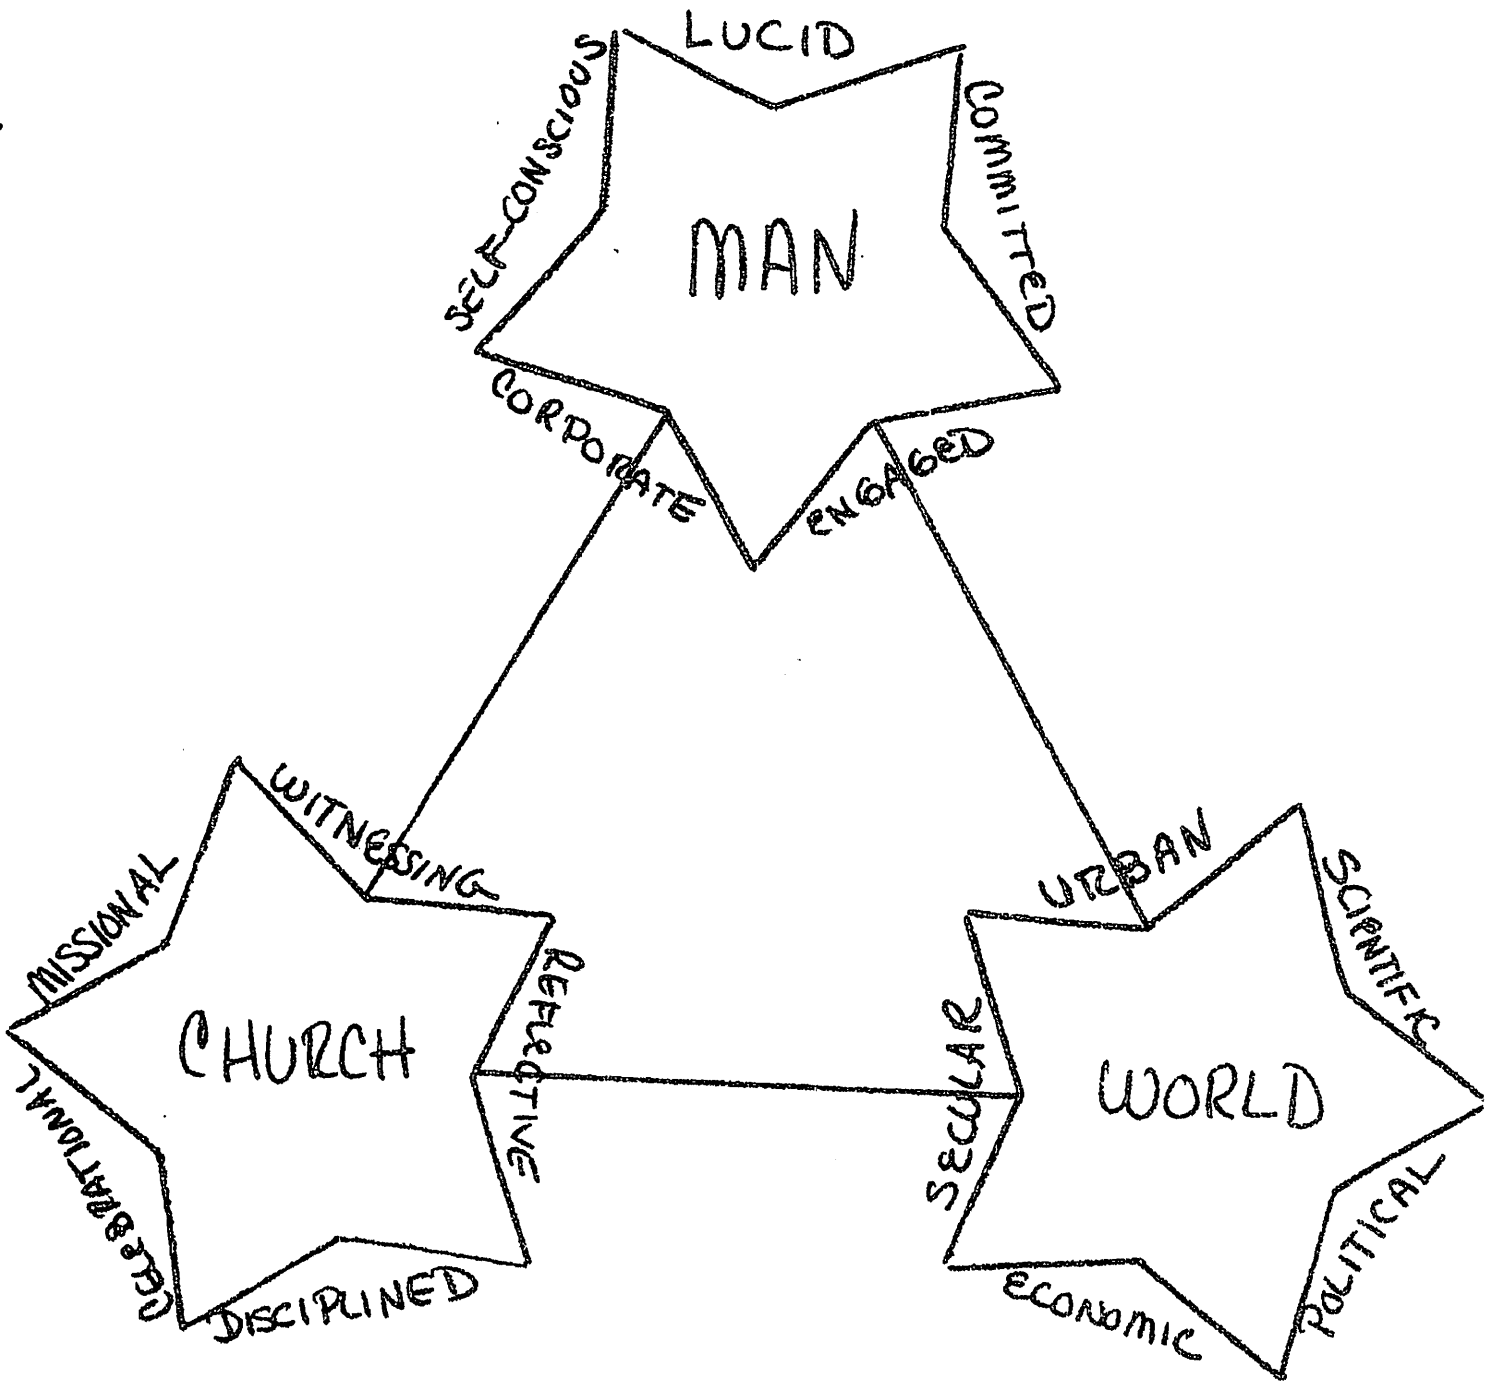 LUCID
SELF-CONSCIOUS
COMMITTED
MAN
CORPORATE
ENGAGED
WITNESSING
MISSIONAL
REFLECTIVE
CHURCH
CELEBRATIONAL
DISCIPLINED
URBAN
SCIENTIFIC
SECULAR
WORLD
POLITICAL
ECONOMIC